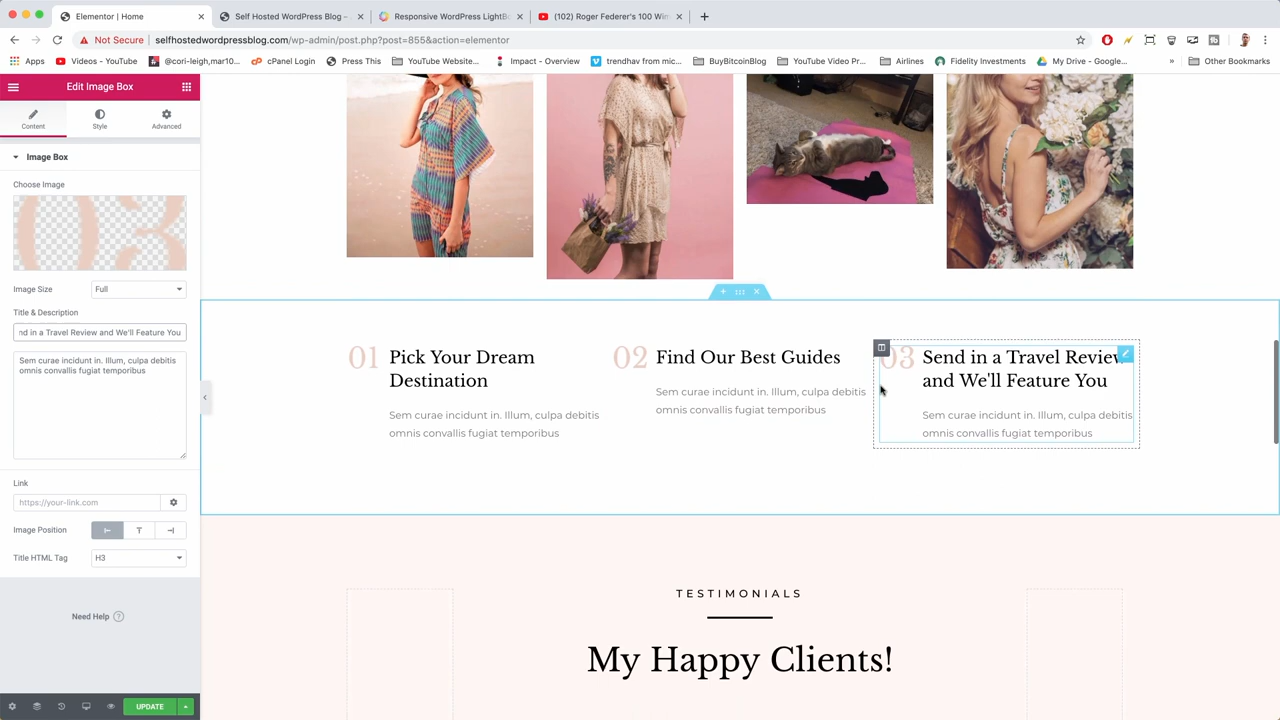 Elementor | Home
Self Hosted WordPress Blog –
Responsive WordPress LightBo
(102) Roger Federer's 100 Win
Not Secure | selfhostedwordpressblog.com/wp-admin/post.php?post=855&action=elementor
Apps
Videos - YouTube
@cori-leigh,mar10...
cPanel Login
Press This
YouTube Website...
Impact - Overview
trendhav from mic...
BuyBitcoinBlog
YouTube Video Pr...
Airlines
Fidelity Investments
My Drive - Google...
»
Other Bookmarks
Edit Image Box
Content
Style
Advanced
Image Box
Choose Image
03
Image Size
Full
Title & Description
nd in a Travel Review and We'll Feature You
Sem curae incidunt in. Illum, culpa debitis
omnis convallis fugiat temporibus
Link
https://your-link.com
Image Position
Title HTML Tag
H3
Need Help ?
UPDATE
01 Pick Your Dream
Destination
Sem curae incidunt in. Illum, culpa debitis
omnis convallis fugiat temporibus
02 Find Our Best Guides
Sem curae incidunt in. Illum, culpa debitis
omnis convallis fugiat temporibus
03 Send in a Travel Review
and We'll Feature You
Sem curae incidunt in. Illum, culpa debitis
omnis convallis fugiat temporibus
TESTIMONIALS
My Happy Clients!